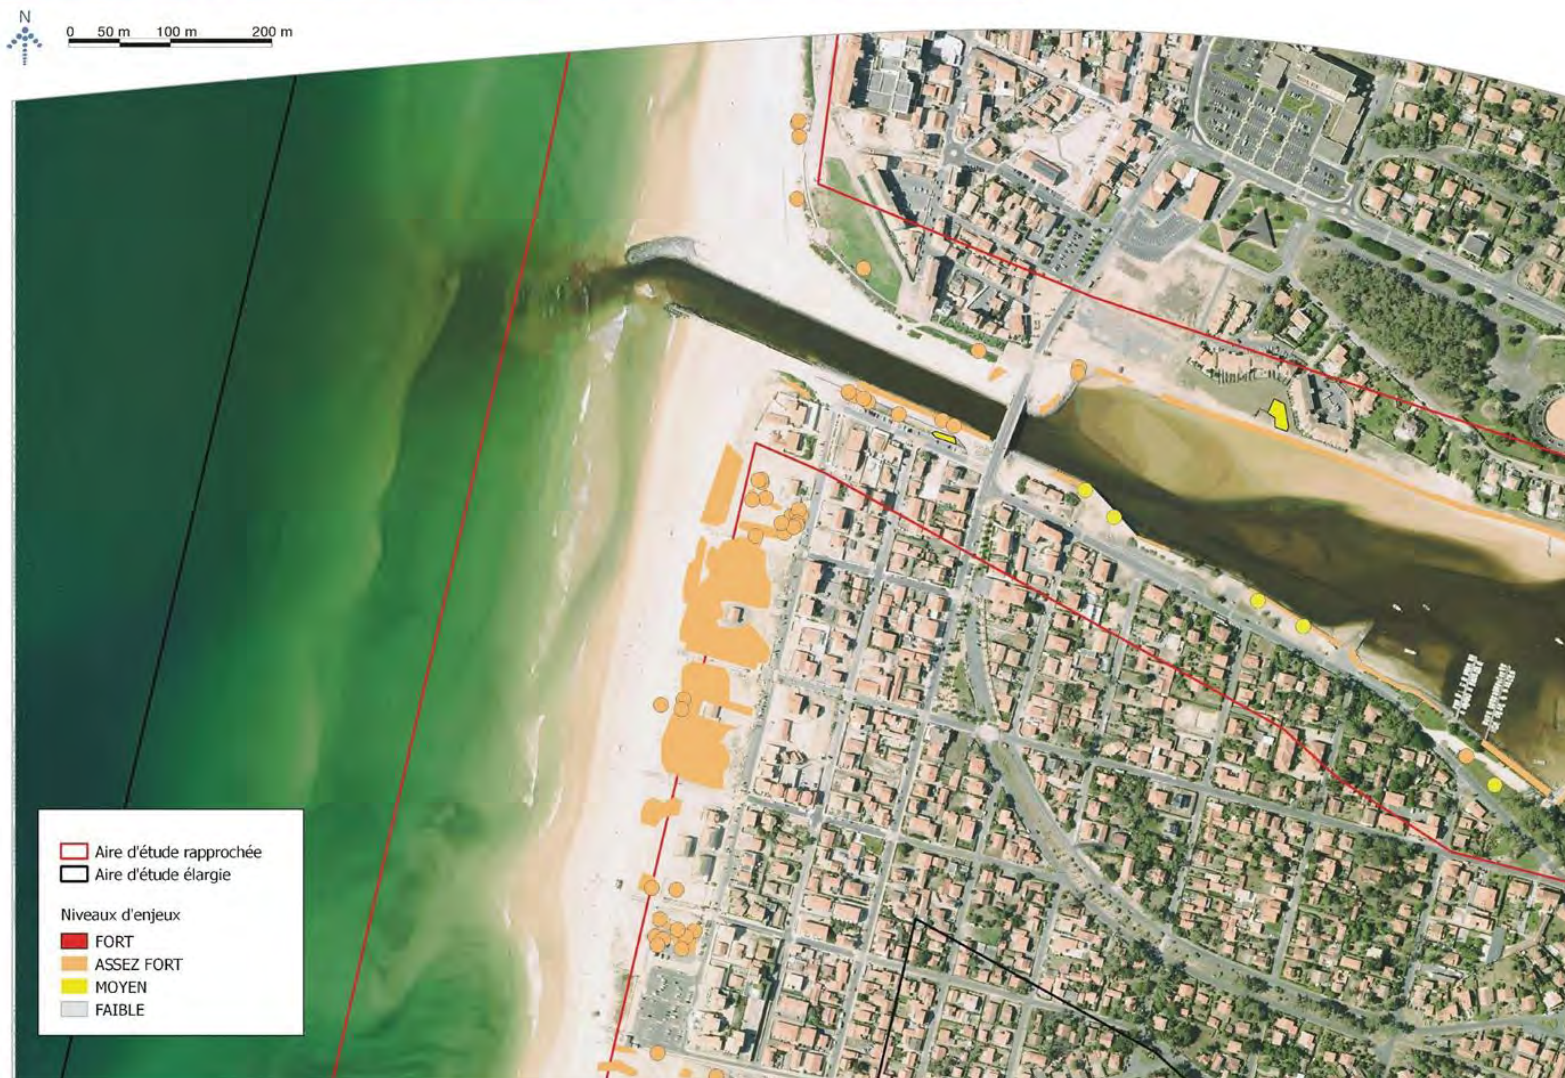 N
0 50 m 100 m 200 m
Aire d'étude rapprochée
Aire d'étude élargie
Niveaux d'enjeux
FORT
ASSEZ FORT
MOYEN
FAIBLE